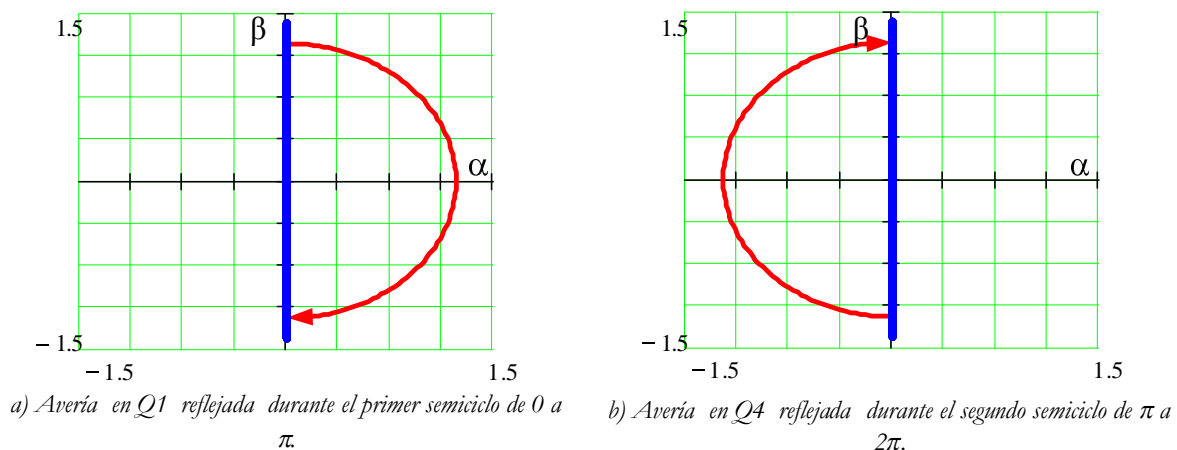 1.5
β
α
− 1.5
− 1.5
1.5
a) Avería en Q1 reflejada durante el primer semiciclo de 0 a
π.
1.5
β
α
− 1.5
− 1.5
1.5
b) Avería en Q4 reflejada durante el segundo semiciclo de π a
2π.